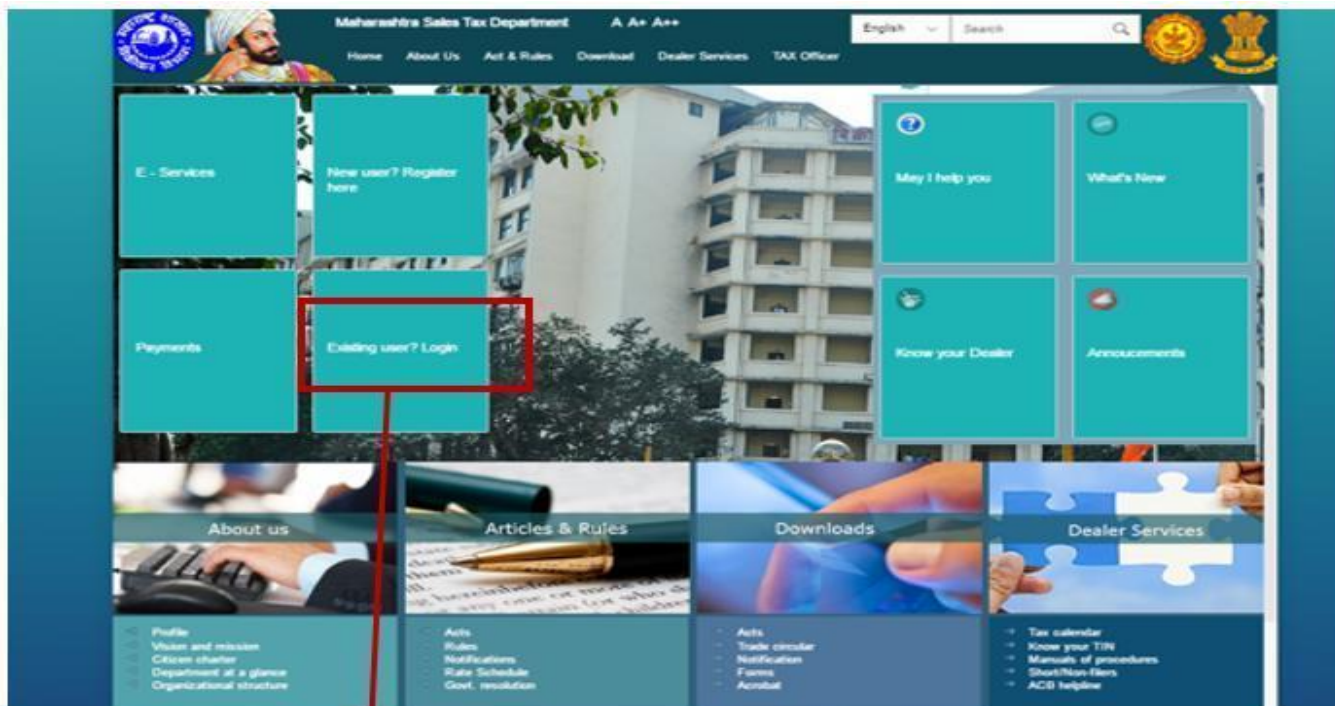 Maharashtra Sales Tax Department A A+ A++
English Search
Home About Us Act & Rules Download Dealer Services TAX Officer
E - Services
New user? Register
here
May I help you
What's New
Payments
Existing user? Login
Know your Dealer
Annoucements
About us
Articles & Rules
Downloads
Dealer Services
Profile
Vision and mission
Citizen charter
Department at a glance
Organizational structure
Acts
Rules
Notifications
Rate Schedule
Govt. resolution
Acts
Trade circular
Notification
Forms
Acrobat
Tax calendar
Know your TIN
Manuals of procedures
Short/Non-filers
ACB helpline